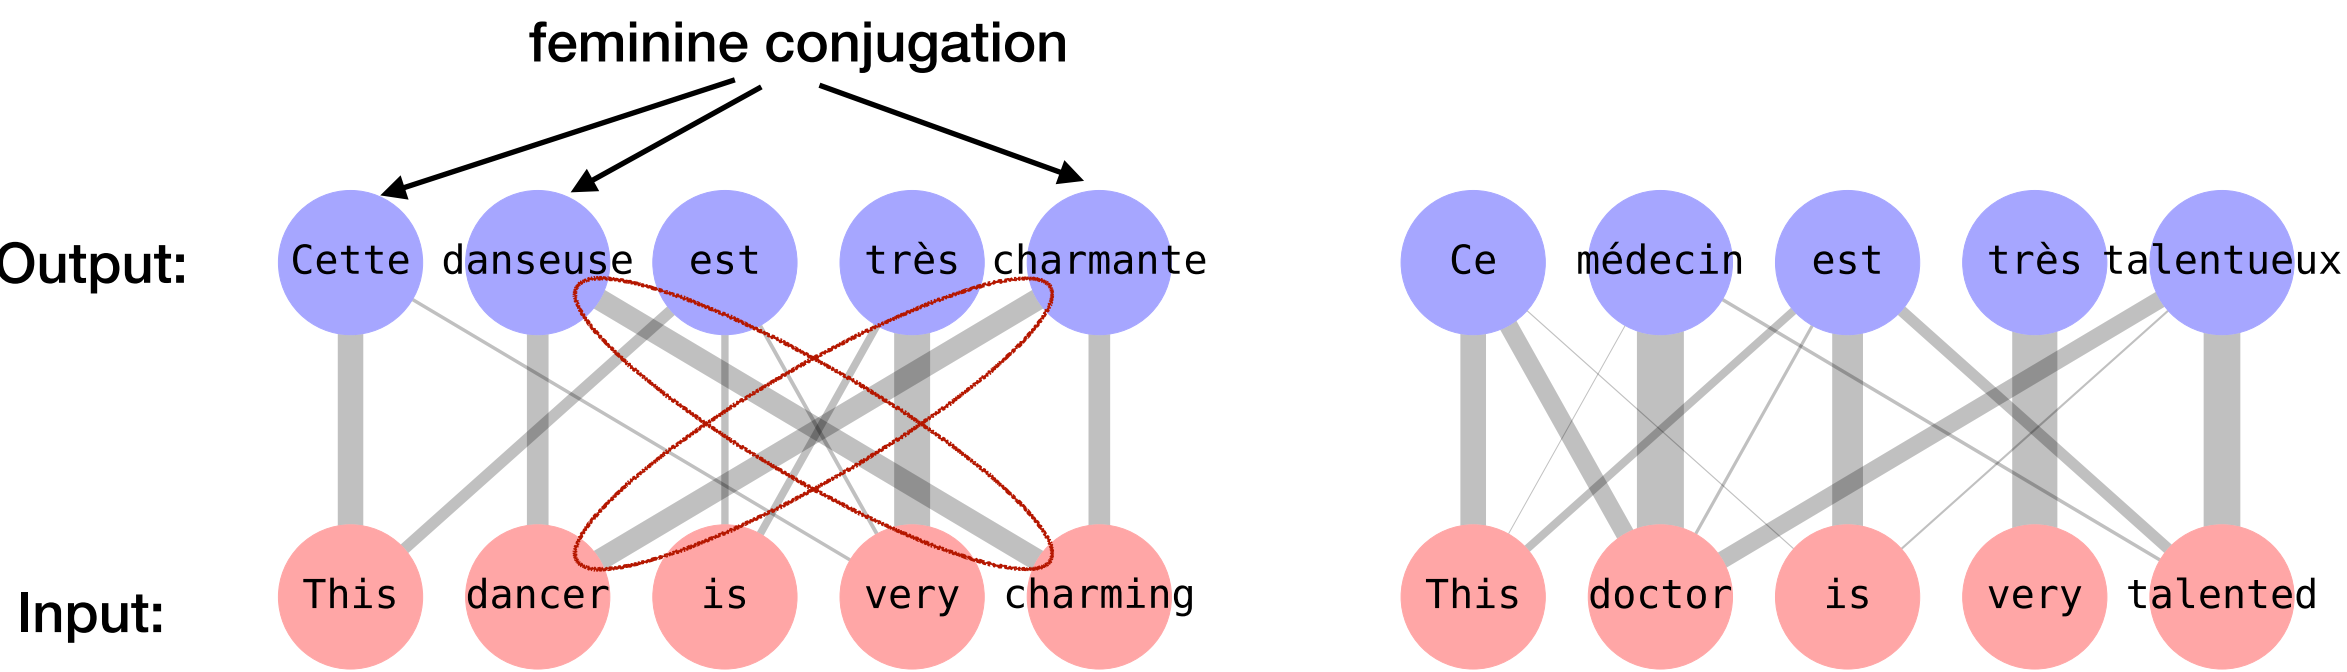 feminine conjugation
Output: Cette danseuse est très charmante Ce médecin est très talentueux
Input: This dancer is very charming This doctor is very talented